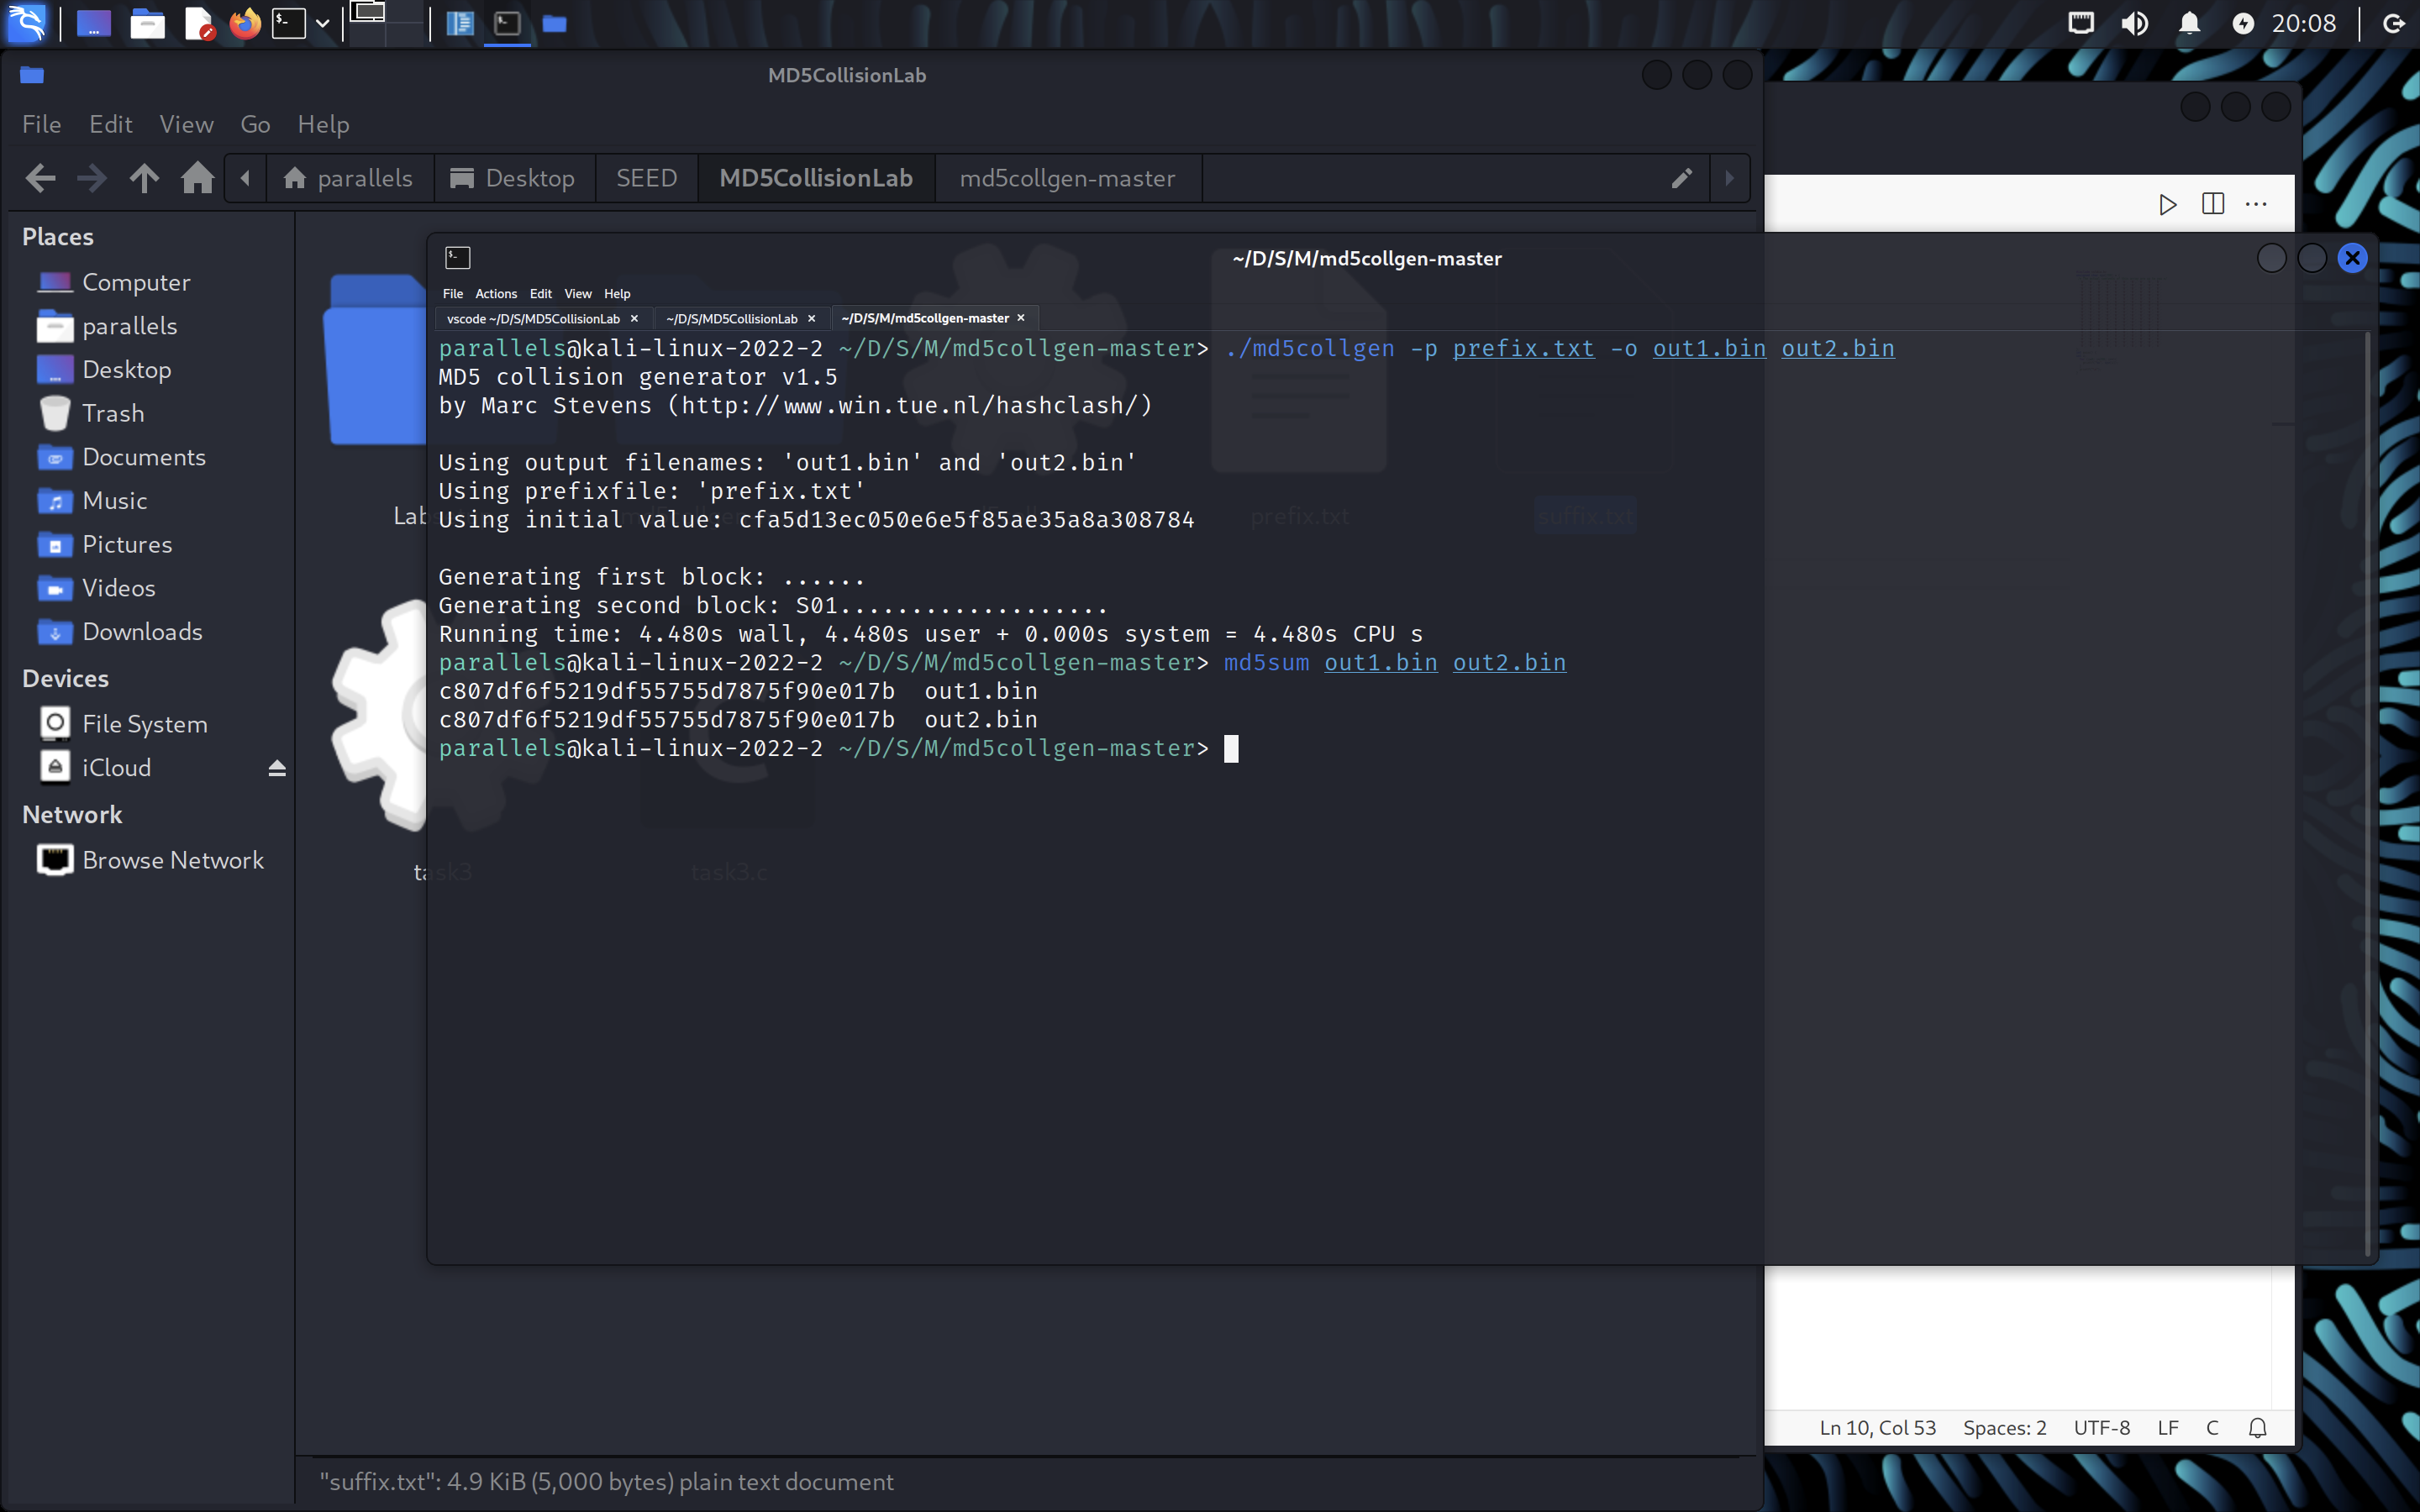 20:08
MD5CollisionLab
File Edit View Go Help
parallels Desktop SEED MD5CollisionLab md5collgen-master
Places
Computer
parallels
Desktop
Trash
Documents
Music
Pictures
Videos
Downloads
Devices
File System
iCloud
Network
Browse Network
~/D/S/M/md5collgen-master
File Actions Edit View Help
vscode ~/D/S/MD5CollisionLab ~/D/S/MD5CollisionLab ~/D/S/M/md5collgen-master
parallels@kali-linux-2022-2 ~/D/S/M/md5collgen-master> ./md5collgen -p prefix.txt -o out1.bin out2.bin
MD5 collision generator v1.5
by Marc Stevens (http://www.win.tue.nl/hashclash/)
Using output filenames: 'out1.bin' and 'out2.bin'
Using prefixfile: 'prefix.txt'
Using initial value: cfa5d13ec050e6e5f85ae35a8a308784
Generating first block: ......
Generating second block: S01...................
Running time: 4.480s wall, 4.480s user + 0.000s system = 4.480s CPU s
parallels@kali-linux-2022-2 ~/D/S/M/md5collgen-master> md5sum out1.bin out2.bin
c807df6f5219df55755d7875f90e017b  out1.bin
c807df6f5219df55755d7875f90e017b  out2.bin
parallels@kali-linux-2022-2 ~/D/S/M/md5collgen-master>
prefix.txt
suffix.txt
task3
task3.c
Ln 10, Col 53 Spaces: 2 UTF-8 LF C
"suffix.txt": 4.9 KiB (5,000 bytes) plain text document